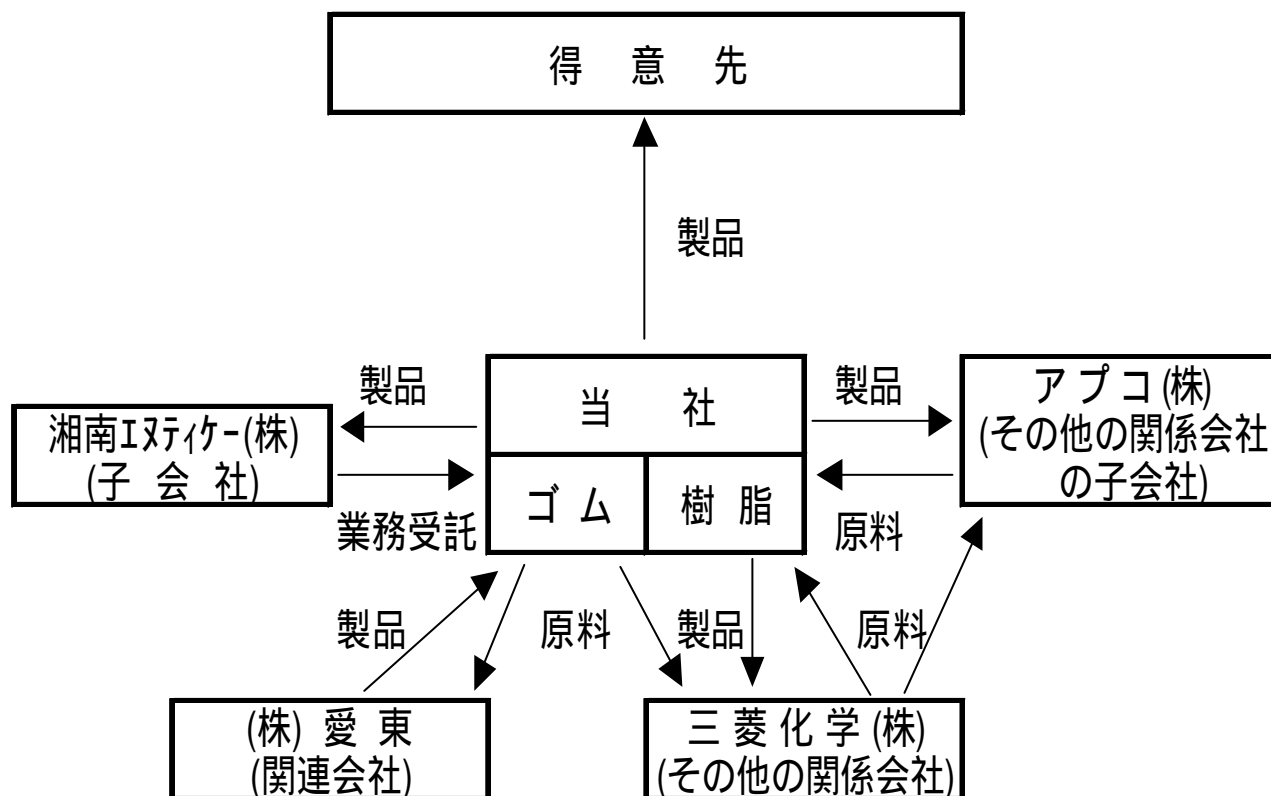 得 意 先
製品
製品
当 社
製品
アプコ(株)
(その他の関係会社
の子会社)
湘南エヌティケー(株)
(子 会 社)
ゴ ム
樹 脂
業務受託
原料
製品
原料
製品
原料
(株) 愛 東
(関連会社)
三 菱 化 学 (株)
(その他の関係会社)